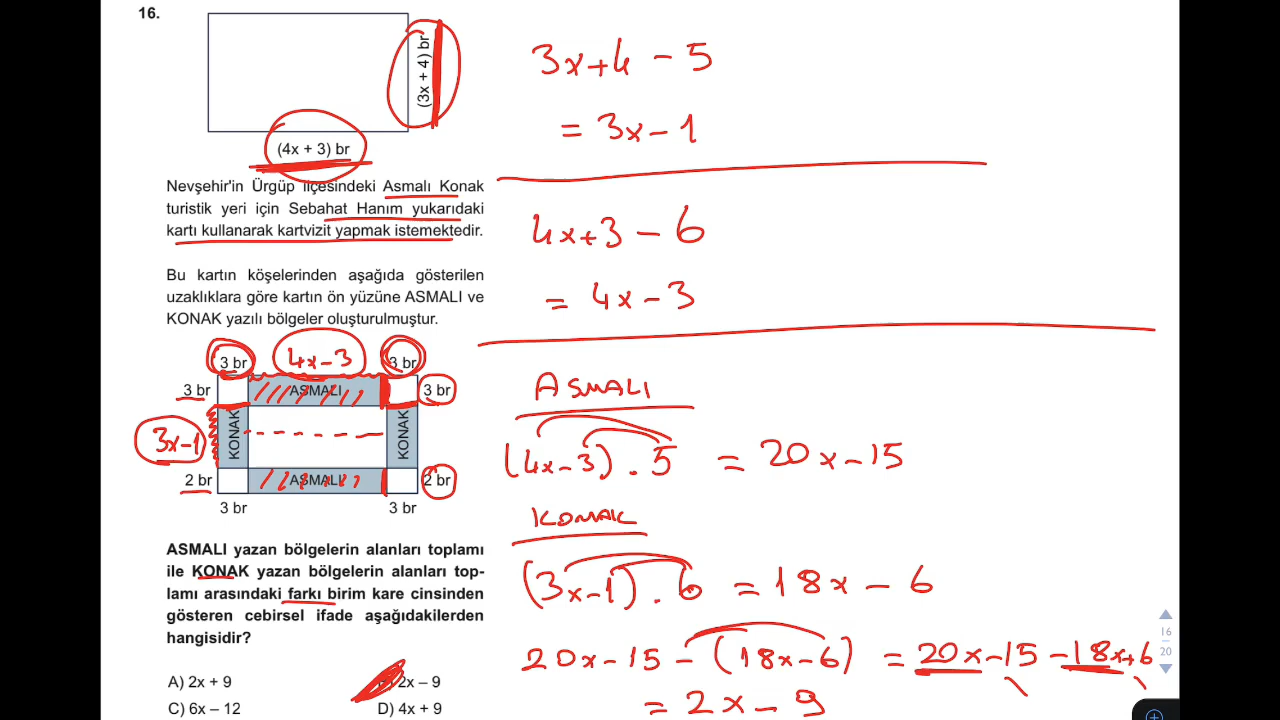 16.
(3x + 4) br
(4x + 3) br
Nevşehir'in Ürgüp ilçesindeki Asmalı Konak
turistik yeri için Sebahat Hanım yukarıdaki
kartı kullanarak kartvizit yapmak istemektedir.
Bu kartın köşelerinden aşağıda gösterilen
uzaklıklara göre kartın ön yüzüne ASMALI ve
KONAK yazılı bölgeler oluşturulmuştur.
3 br 4x-3 3 br
3 br ASMALI 3 br
3x-1 KONAK KONAK
2 br ASMALI 2 br
3 br 3 br
ASMALI yazan bölgelerin alanları toplamı
ile KONAK yazan bölgelerin alanları top-
lamı arasındaki farkı birim kare cinsinden
gösteren cebirsel ifade aşağıdakilerden
hangisidir?
A) 2x + 9 2x – 9
C) 6x – 12 D) 4x + 9
3x+4 - 5
= 3x - 1
4x+3 - 6
= 4x - 3
ASMALI
(4x-3) . 5 = 20x-15
KONAK
(3x-1) . 6 = 18x - 6
20x-15 - (18x-6) = 20x-15 -18x+6
= 2x - 9
16
20